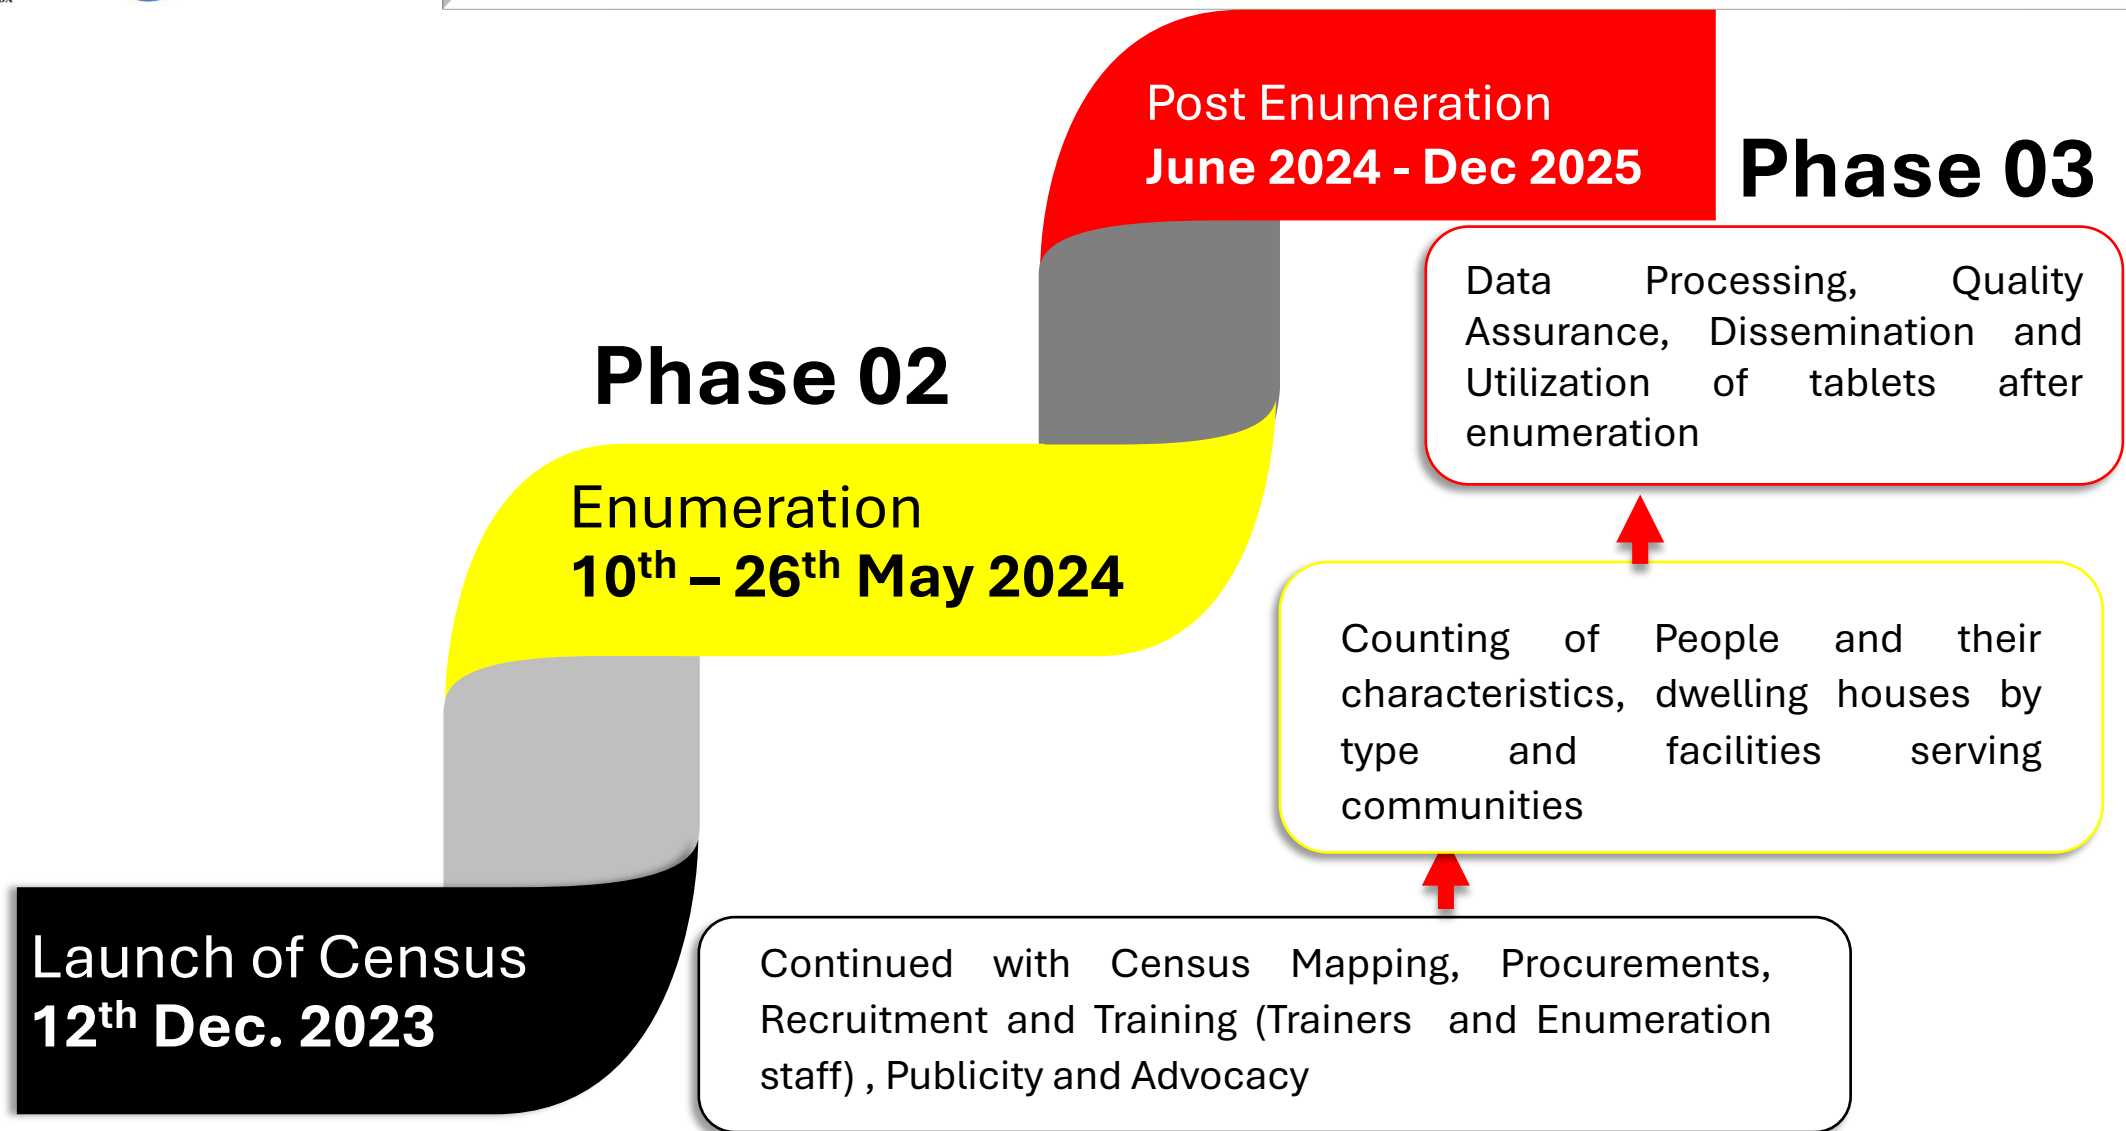 Post Enumeration
June 2024 - Dec 2025
Phase 03
Data Processing, Quality
Assurance, Dissemination and
Utilization of tablets after
enumeration
Phase 02
Enumeration
10th – 26th May 2024
Counting of People and their
characteristics, dwelling houses by
type and facilities serving
communities
Launch of Census
12th Dec. 2023
Continued with Census Mapping, Procurements,
Recruitment and Training (Trainers and Enumeration
staff) , Publicity and Advocacy